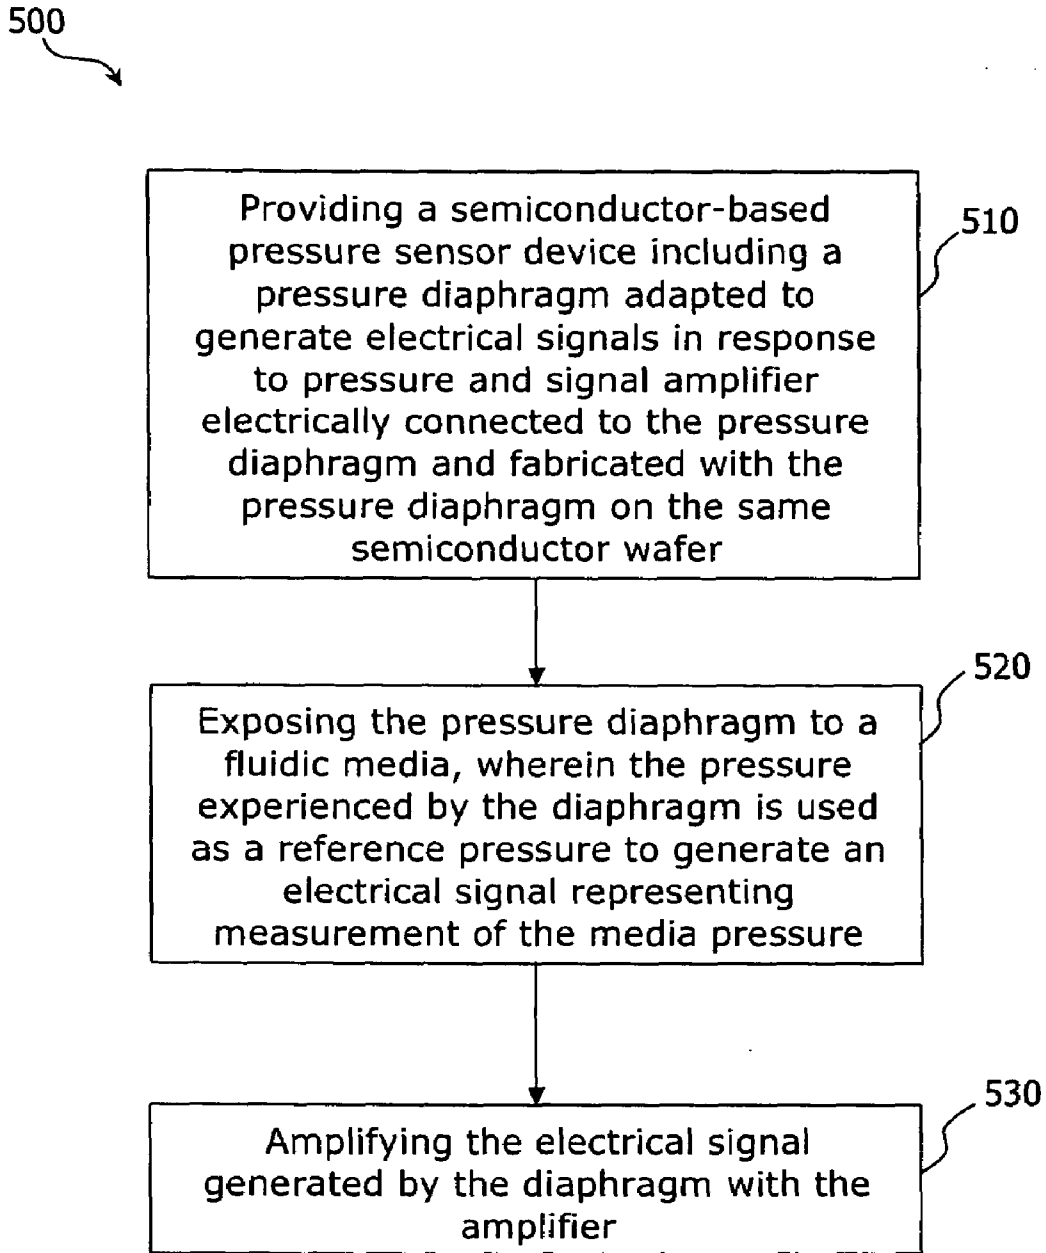 500
Providing a semiconductor-based
pressure sensor device including a
pressure diaphragm adapted to
generate electrical signals in response
to pressure and signal amplifier
electrically connected to the pressure
diaphragm and fabricated with the
pressure diaphragm on the same
semiconductor wafer
510
Exposing the pressure diaphragm to a
fluidic media, wherein the pressure
experienced by the diaphragm is used
as a reference pressure to generate an
electrical signal representing
measurement of the media pressure
520
Amplifying the electrical signal
generated by the diaphragm with the
amplifier
530